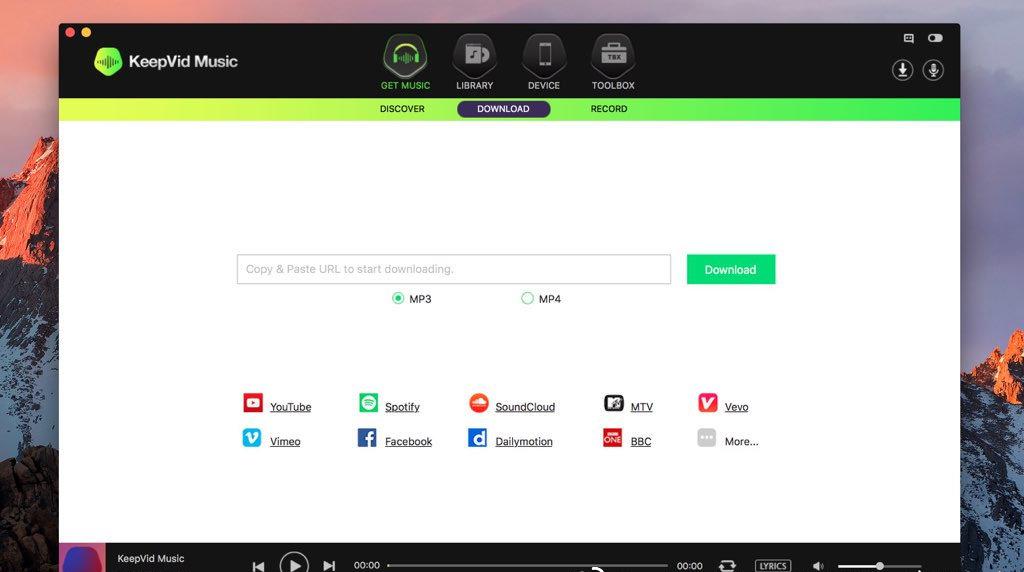 KeepVid Music
GET MUSIC LIBRARY DEVICE TOOLBOX
TBX
DISCOVER DOWNLOAD RECORD
Copy & Paste URL to start downloading. Download
MP3 MP4
YouTube Spotify SoundCloud MTV Vevo
Vimeo Facebook Dailymotion BBC More...
ONE
KeepVid Music
00:00 00:00 LYRICS